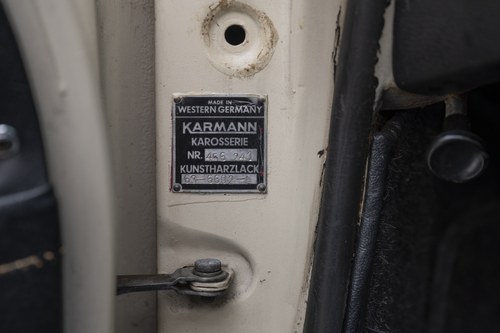 MADE IN
WESTERN GERMANY
KARMANN
KAROSSERIE
NR.
KUNSTHARZLACK